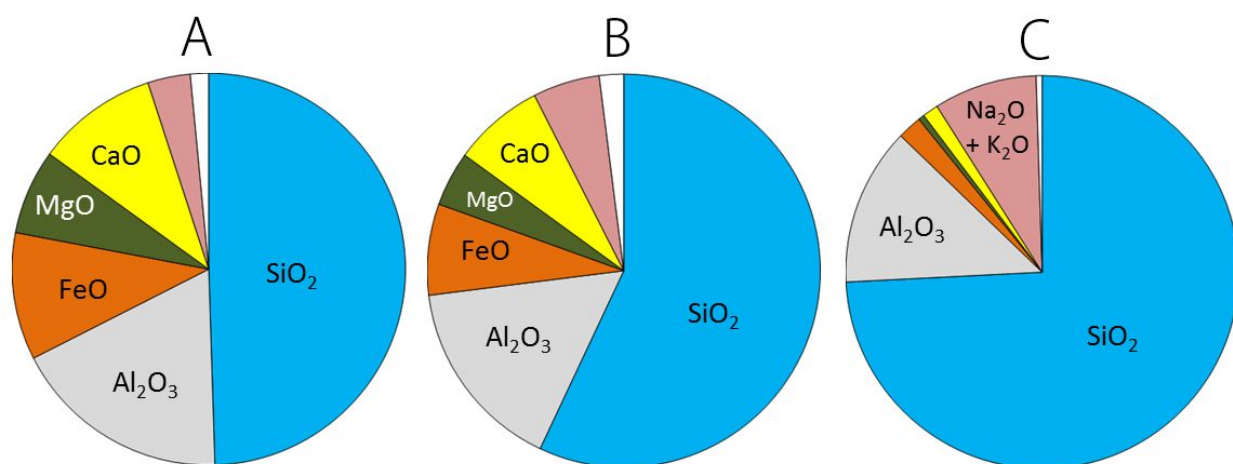 A
CaO
MgO
FeO
Al₂O₃
SiO₂
B
CaO
MgO
FeO
Al₂O₃
SiO₂
C
Na₂O
+ K₂O
Al₂O₃
SiO₂